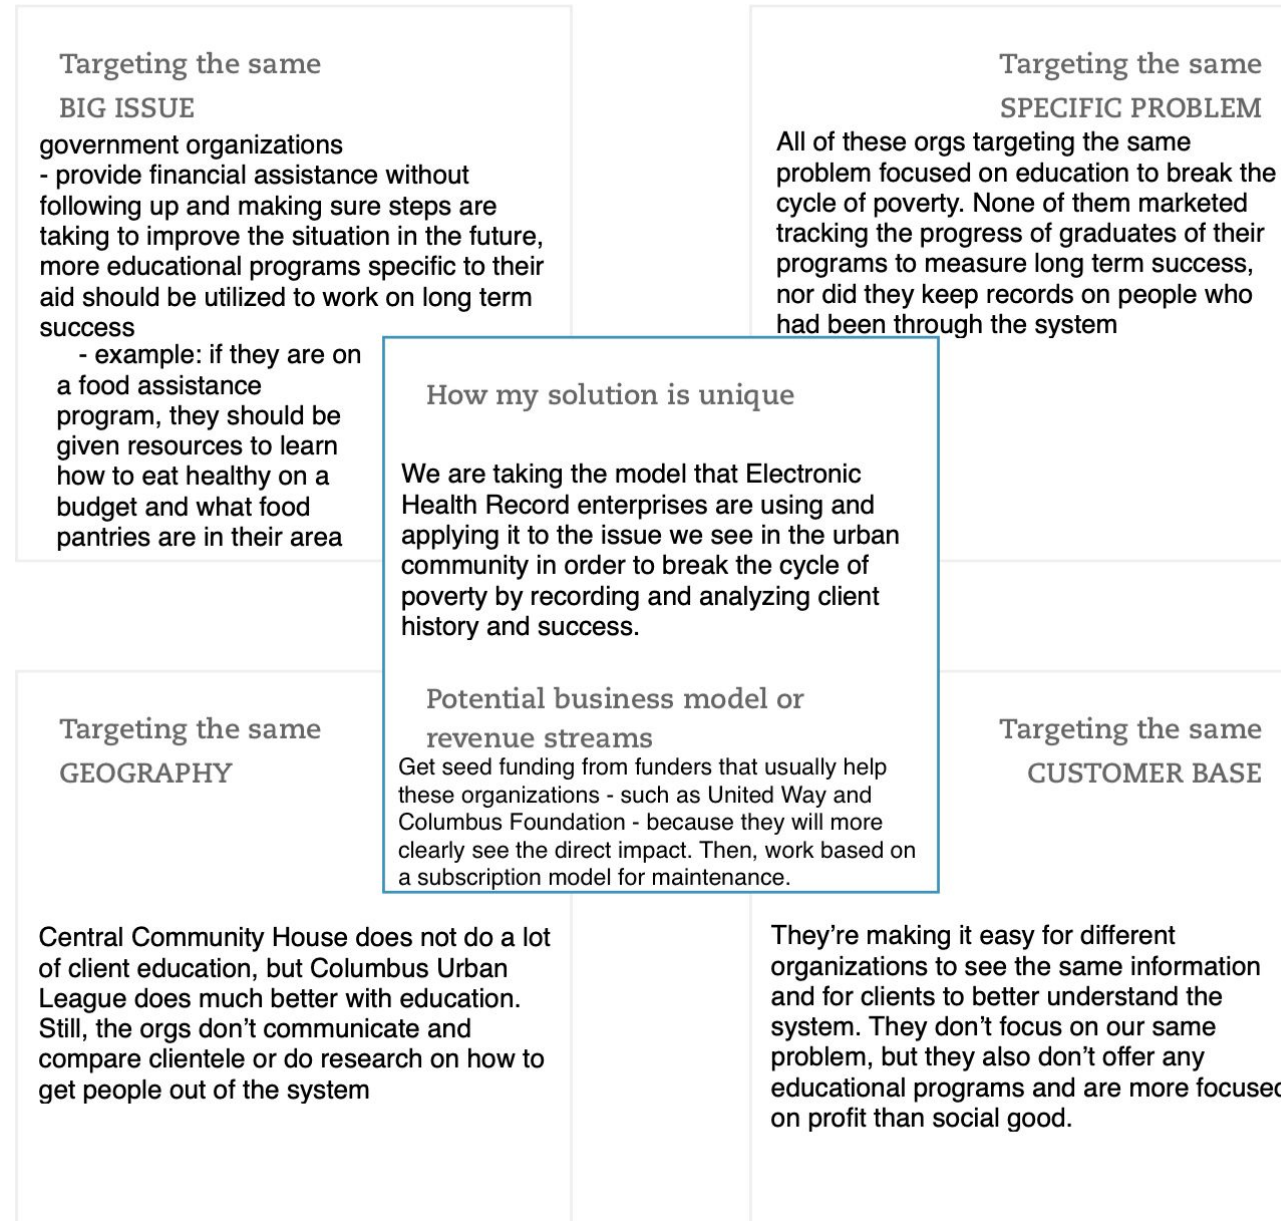 Targeting the same
BIG ISSUE
government organizations
- provide financial assistance without
following up and making sure steps are
taking to improve the situation in the future,
more educational programs specific to their
aid should be utilized to work on long term
success
- example: if they are on
a food assistance
program, they should be
given resources to learn
how to eat healthy on a
budget and what food
pantries are in their area
Targeting the same
SPECIFIC PROBLEM
All of these orgs targeting the same
problem focused on education to break the
cycle of poverty. None of them marketed
tracking the progress of graduates of their
programs to measure long term success,
nor did they keep records on people who
had been through the system
How my solution is unique
We are taking the model that Electronic
Health Record enterprises are using and
applying it to the issue we see in the urban
community in order to break the cycle of
poverty by recording and analyzing client
history and success.
Potential business model or
revenue streams
Get seed funding from funders that usually help
these organizations - such as United Way and
Columbus Foundation - because they will more
clearly see the direct impact. Then, work based on
a subscription model for maintenance.
Targeting the same
GEOGRAPHY
Central Community House does not do a lot
of client education, but Columbus Urban
League does much better with education.
Still, the orgs don’t communicate and
compare clientele or do research on how to
get people out of the system
Targeting the same
CUSTOMER BASE
They’re making it easy for different
organizations to see the same information
and for clients to better understand the
system. They don’t focus on our same
problem, but they also don’t offer any
educational programs and are more focused
on profit than social good.